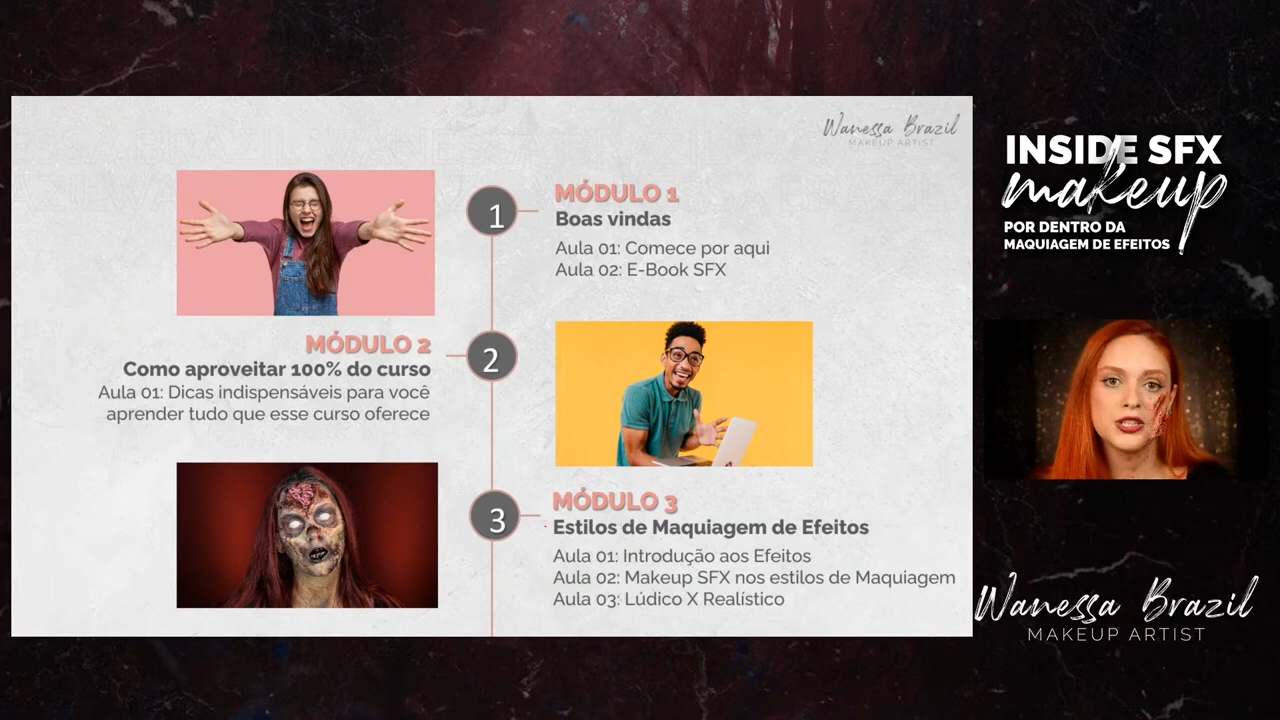 Wanessa Brazil
MAKEUP ARTIST
1
MÓDULO 1
Boas vindas
Aula 01: Comece por aqui
Aula 02: E-Book SFX
MÓDULO 2
Como aproveitar 100% do curso
Aula 01: Dicas indispensáveis para você
aprender tudo que esse curso oferece
2
3
MÓDULO 3
Estilos de Maquiagem de Efeitos
Aula 01: Introdução aos Efeitos
Aula 02: Makeup SFX nos estilos de Maquiagem
Aula 03: Lúdico X Realístico
INSIDE SFX
makeup
POR DENTRO DA
MAQUIAGEM DE EFEITOS
Wanessa Brazil
MAKEUP ARTIST